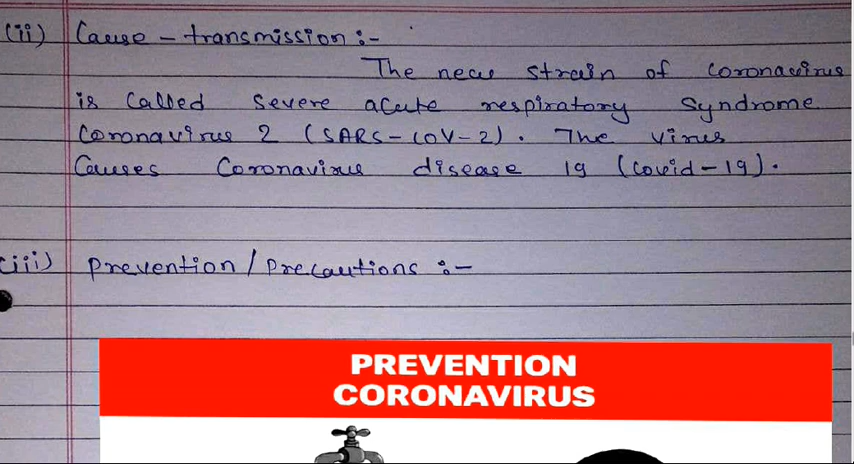 (ii) Cause - transmission :-
The new strain of coronavirus
is called severe acute respiratory syndrome
Coronavirus 2 (SARS-COV-2). The virus
Causes Coronavirus disease 19 (covid-19).
(iii) Prevention / Precautions :-
PREVENTION
CORONAVIRUS